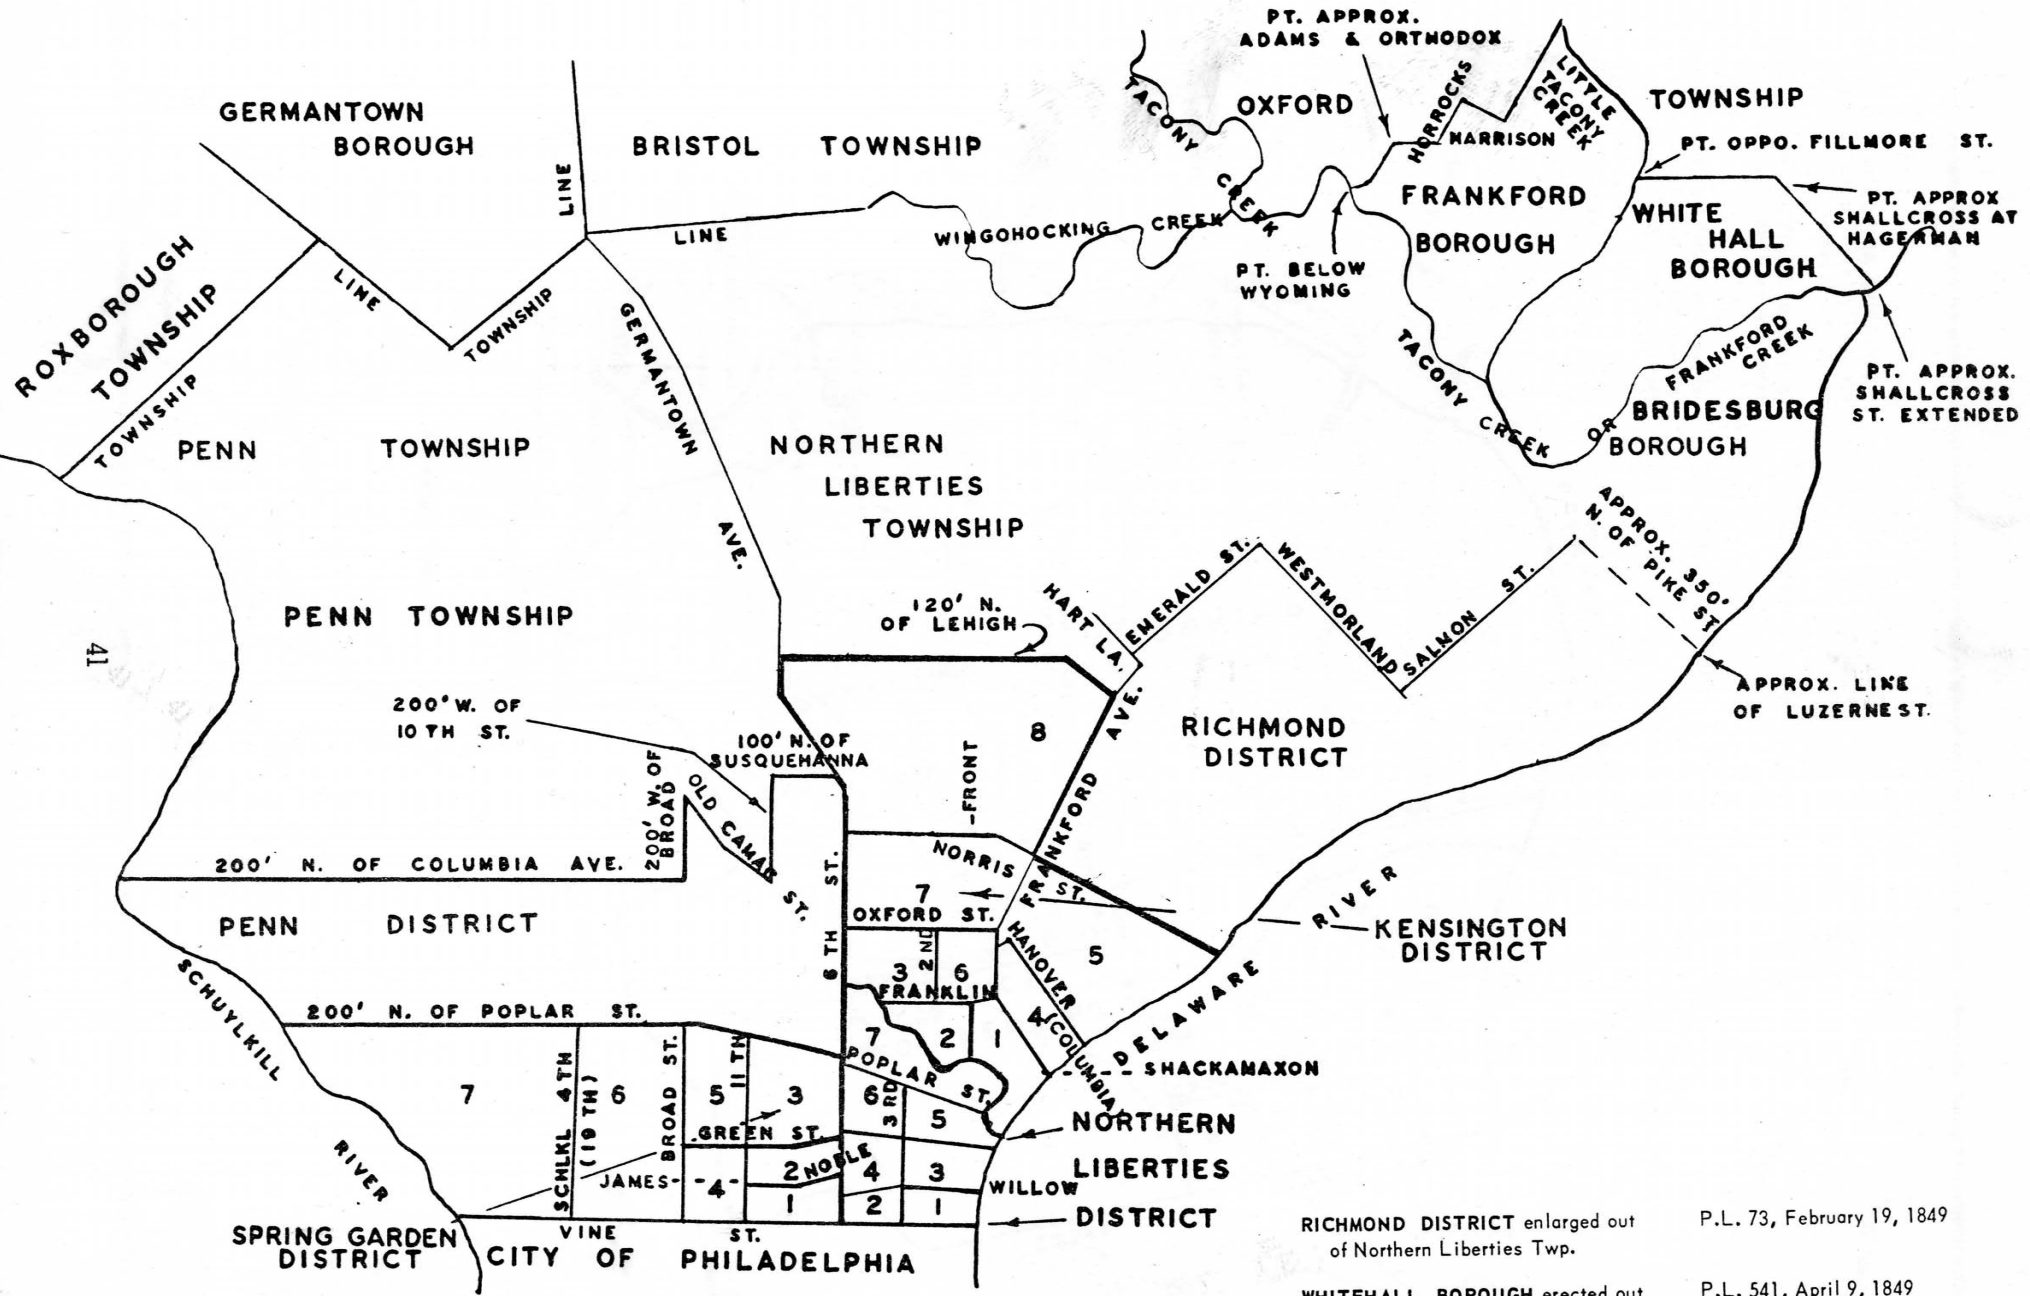 PT. APPROX.
ADAMS & ORTHODOX
GERMANTOWN
BOROUGH
LINE
BRISTOL TOWNSHIP
TACONY
CREEK
OXFORD
HORROCKS
HARRISON
LITTLE
TACONY
CREEK
TOWNSHIP
PT. OPPO. FILLMORE ST.
PT. APPROX
SHALLCROSS AT
HAGERMAN
FRANKFORD
BOROUGH
WHITE
HALL
BOROUGH
LINE
WINGOHOCKING CREEK
PT. BELOW
WYOMING
ROXBOROUGH
TOWNSHIP
TOWNSHIP
LINE
TOWNSHIP
GERMANTOWN
AVE.
TACONY
CREEK
OR
FRANKFORD
CREEK
PT. APPROX.
SHALLCROSS
ST. EXTENDED
BRIDESBURG
BOROUGH
PENN TOWNSHIP
NORTHERN
LIBERTIES
TOWNSHIP
APPROX. 350'
N. OF PIKE ST
PENN TOWNSHIP
120' N.
OF LEHIGH
HART LA.
EMERALD ST.
WESTMORLAND
SALMON ST.
APPROX. LINE
OF LUZERNE ST.
41
200' W. OF
10 TH ST.
100' N. OF
SUSQUEHANNA
200' W. OF
BROAD
OLD CAMAC ST.
8
-FRONT
FRANKFORD AVE.
RICHMOND
DISTRICT
200' N. OF COLUMBIA AVE.
6 TH ST.
NORRIS ST.
7
OXFORD ST.
PENN DISTRICT
2 ND
3
6
FRANKLIN
HANOVER
(COLUMBIA)
5
4
RIVER
DELAWARE
KENSINGTON
DISTRICT
SCHUYLKILL
RIVER
200' N. OF POPLAR ST.
7
2
1
POPLAR ST.
SHACKAMAXON
7
SCHLKL 4TH
(19 TH)
6
BROAD ST.
5
11 TH
3
6
3 RD
5
GREEN ST.
NORTHERN
LIBERTIES
DISTRICT
JAMES-
-4-
2
NOBLE
4
3
WILLOW
1
2
1
VINE ST.
SPRING GARDEN
DISTRICT
CITY OF PHILADELPHIA
RICHMOND DISTRICT enlarged out
of Northern Liberties Twp.
P.L. 73, February 19, 1849
WHITEHALL BOROUGH erected out
P.L. 541, April 9, 1849